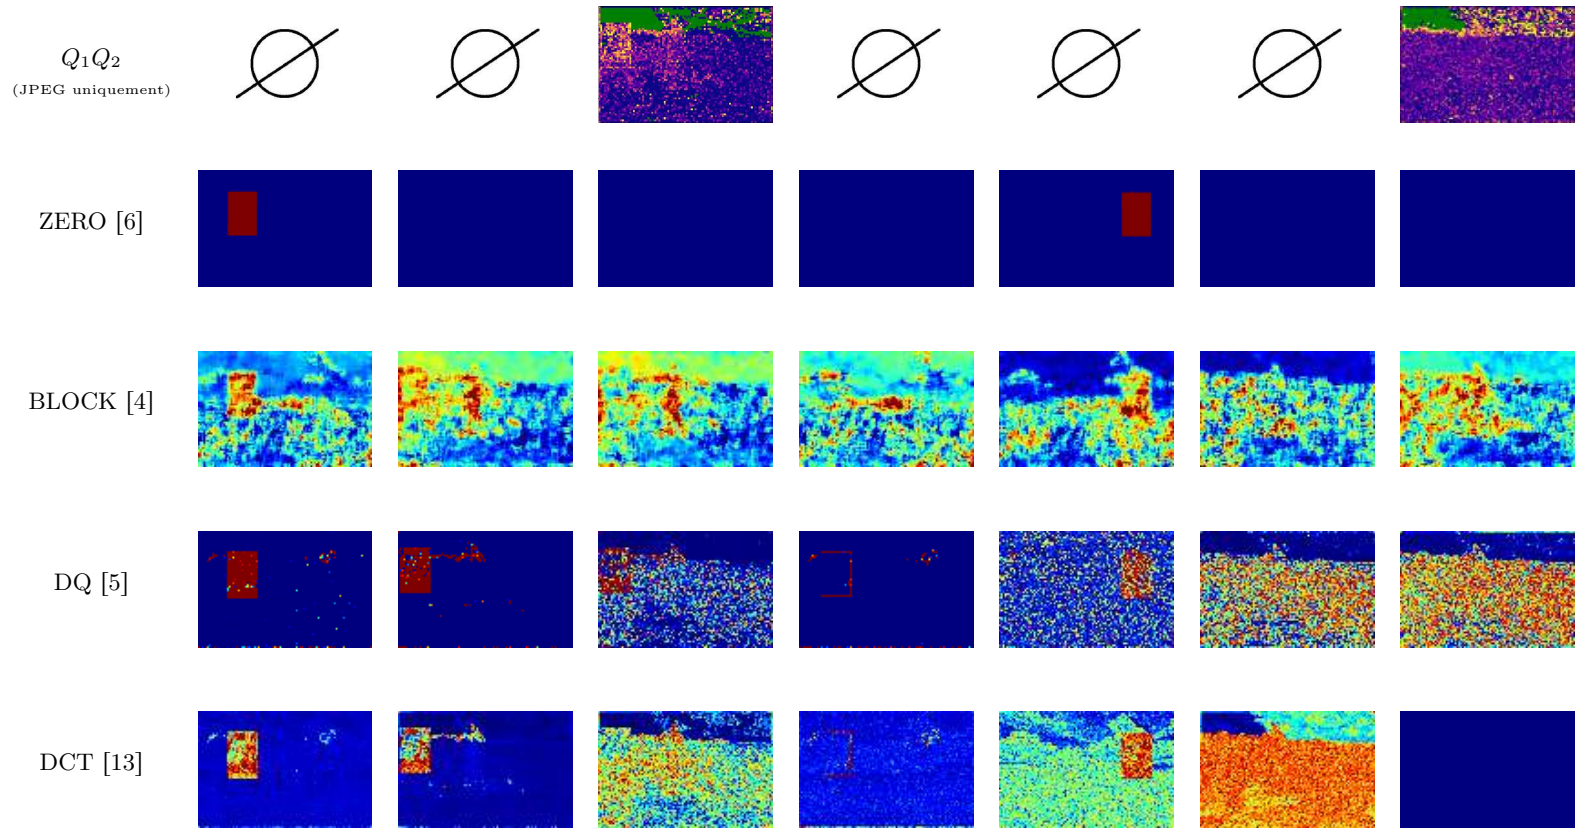 Q₁Q₂
(JPEG uniquement)
ZERO [6]
BLOCK [4]
DQ [5]
DCT [13]